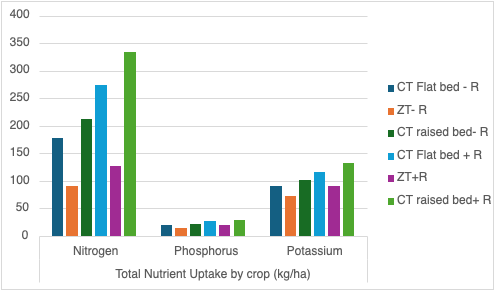 400
350
300
250
200
150
100
50
0
Nitrogen Phosphorus Potassium
Total Nutrient Uptake by crop (kg/ha)
CT Flat bed - R
ZT- R
CT raised bed- R
CT Flat bed + R
ZT+R
CT raised bed+ R